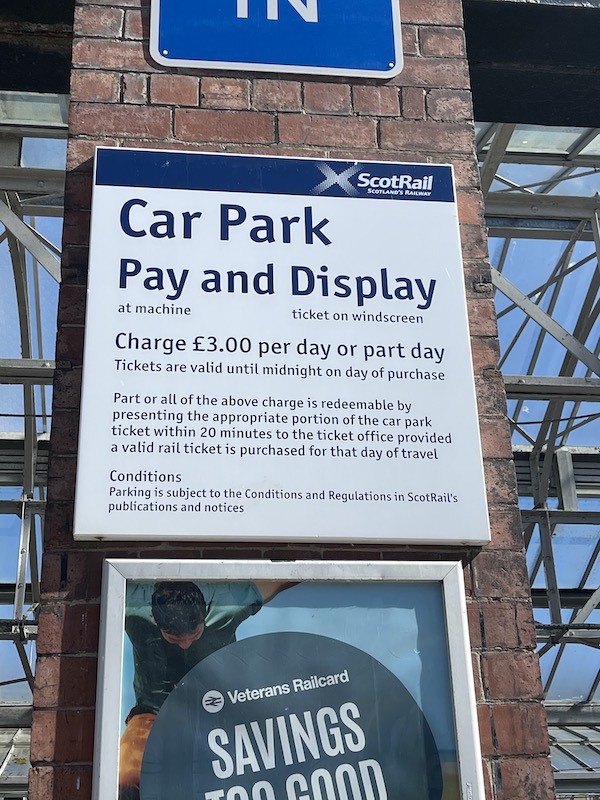 IN
ScotRail
SCOTLAND'S RAILWAY
Car Park
Pay and Display
at machine ticket on windscreen
Charge £3.00 per day or part day
Tickets are valid until midnight on day of purchase
Part or all of the above charge is redeemable by
presenting the appropriate portion of the car park
ticket within 20 minutes to the ticket office provided
a valid rail ticket is purchased for that day of travel
Conditions
Parking is subject to the Conditions and Regulations in ScotRail's
publications and notices
Veterans Railcard
SAVINGS
TOO GOOD